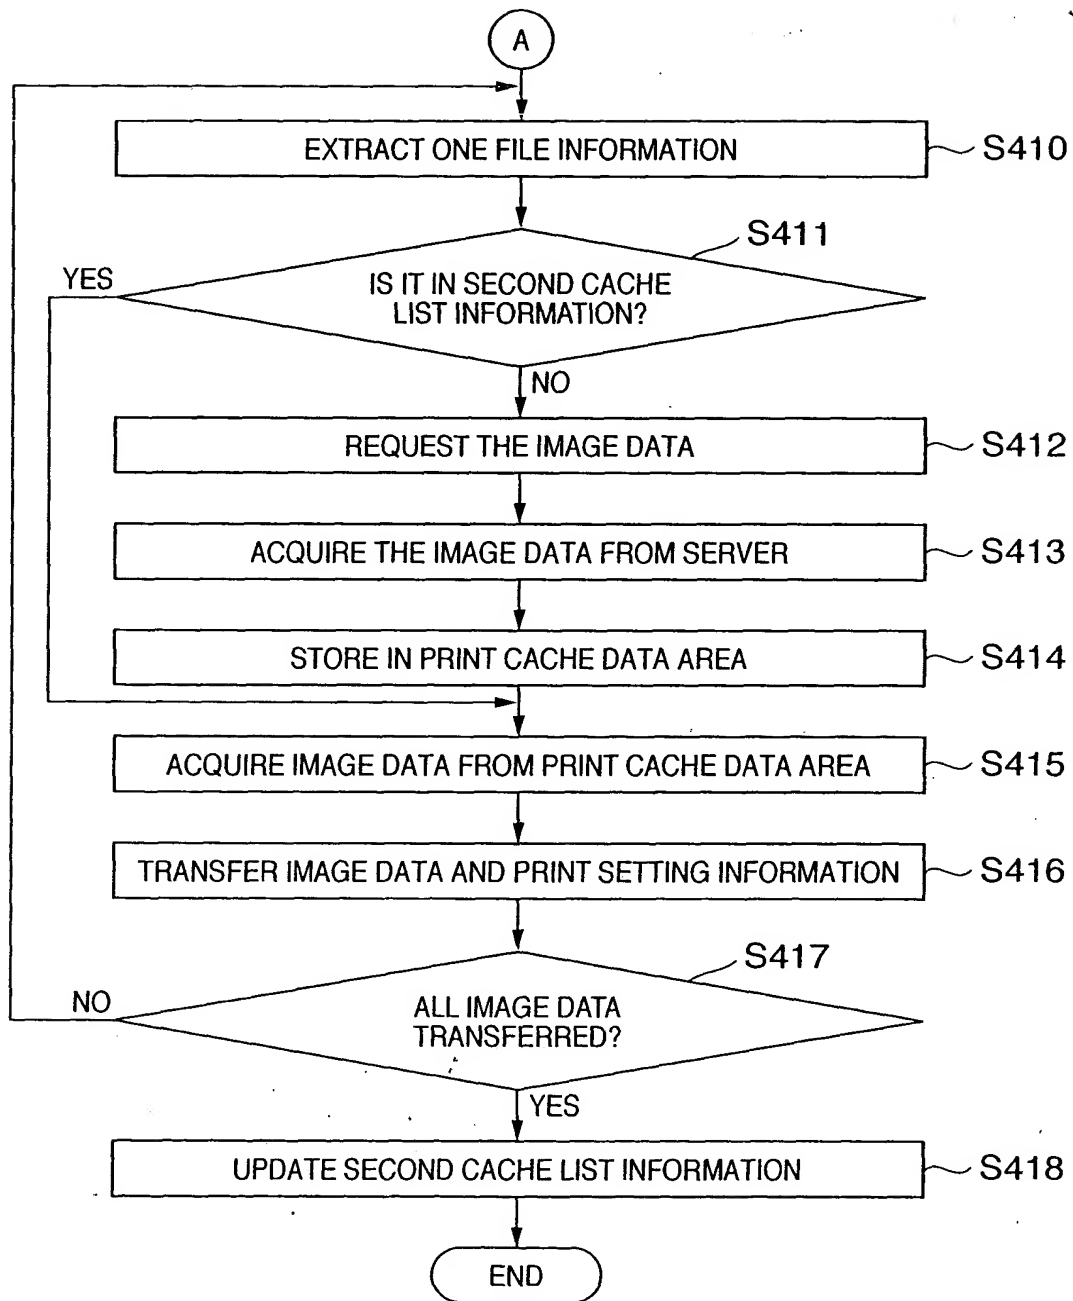 A
EXTRACT ONE FILE INFORMATION
S410
S411
YES
IS IT IN SECOND CACHE
LIST INFORMATION?
NO
REQUEST THE IMAGE DATA
S412
ACQUIRE THE IMAGE DATA FROM SERVER
S413
STORE IN PRINT CACHE DATA AREA
S414
ACQUIRE IMAGE DATA FROM PRINT CACHE DATA AREA
S415
TRANSFER IMAGE DATA AND PRINT SETTING INFORMATION
S416
S417
NO
ALL IMAGE DATA
TRANSFERRED?
YES
UPDATE SECOND CACHE LIST INFORMATION
S418
END